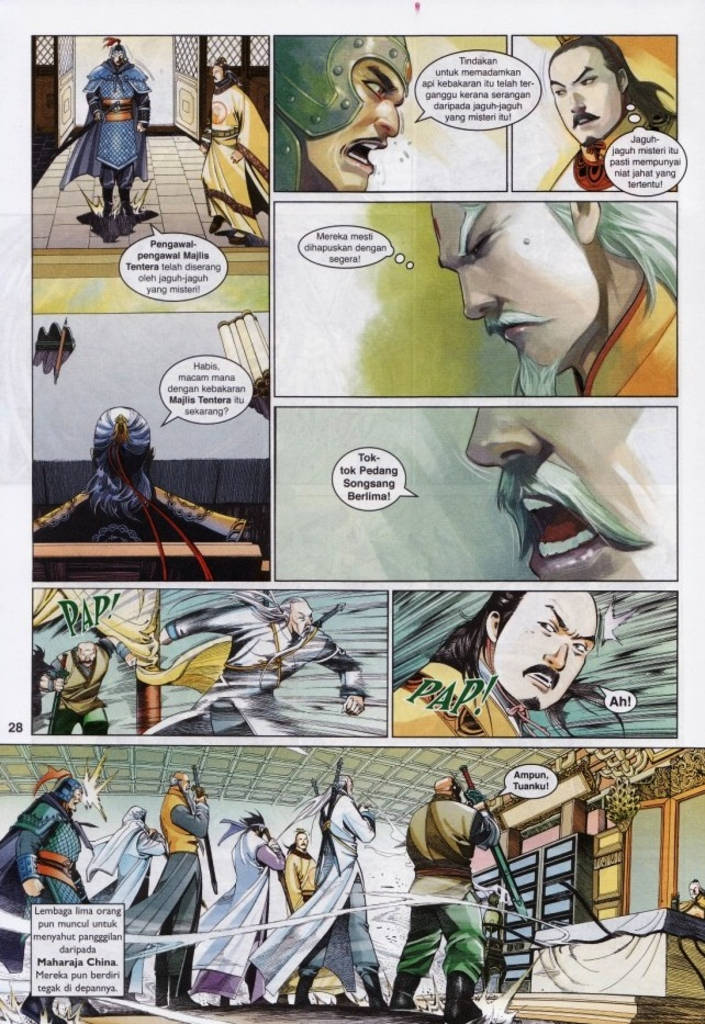 Pengawal-
pengawal Majlis
Tentera telah diserang
oleh jaguh-jaguh
yang misteri!
Tindakan
untuk memadamkan
api kebakaran itu telah ter-
ganggu kerana serangan
daripada jaguh-jaguh
yang misteri itu!
Jaguh-
jaguh misteri itu
pasti mempunyai
niat jahat yang
tertentu!
Mereka mesti
dihapuskan dengan
segera!
Habis,
macam mana
dengan kebakaran
Majlis Tentera itu
sekarang?
Tok-
tok Pedang
Songsang
Berlima!
PAP!
PAP!
Ah!
28
Ampun,
Tuanku!
Lembaga lima orang
pun muncul untuk
menyahut pangggilan
daripada
Maharaja China.
Mereka pun berdiri
tegak di depannya.